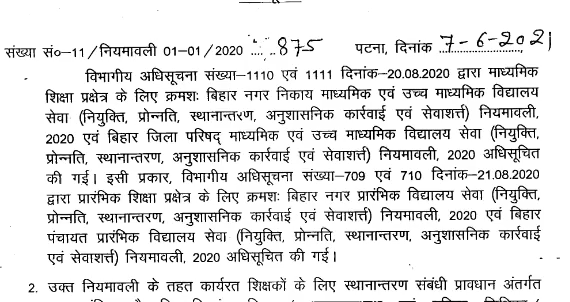 संख्या सं०-11/नियमावली 01-01/2020 ..875 पटना, दिनांक 7-6-2021
विभागीय अधिसूचना संख्या-1110 एवं 1111 दिनांक-20.08.2020 द्वारा माध्यमिक
शिक्षा प्रक्षेत्र के लिए क्रमशः बिहार नगर निकाय माध्यमिक एवं उच्च माध्यमिक विद्यालय
सेवा (नियुक्ति, प्रोन्नति, स्थानान्तरण, अनुशासनिक कार्रवाई एवं सेवाशर्त्त) नियमावली,
2020 एवं बिहार जिला परिषद् माध्यमिक एवं उच्च माध्यमिक विद्यालय सेवा (नियुक्ति,
प्रोन्नति, स्थानान्तरण, अनुशासनिक कार्रवाई एवं सेवाशर्त्त) नियमावली, 2020 अधिसूचित
की गई। इसी प्रकार, विभागीय अधिसूचना संख्या-709 एवं 710 दिनांक-21.08.2020
द्वारा प्रारंभिक शिक्षा प्रक्षेत्र के लिए क्रमशः बिहार नगर प्रारंभिक विद्यालय सेवा (नियुक्ति,
प्रोन्नति, स्थानान्तरण, अनुशासनिक कार्रवाई एवं सेवाशर्त्त) नियमावली, 2020 एवं बिहार
पंचायत प्रारंभिक विद्यालय सेवा (नियुक्ति, प्रोन्नति, स्थानान्तरण, अनुशासनिक कार्रवाई
एवं सेवाशर्त्त) नियमावली, 2020 अधिसूचित की गई।
2. उक्त नियमावली के तहत कार्यरत शिक्षकों के लिए स्थानान्तरण संबंधी प्रावधान अंतर्गत